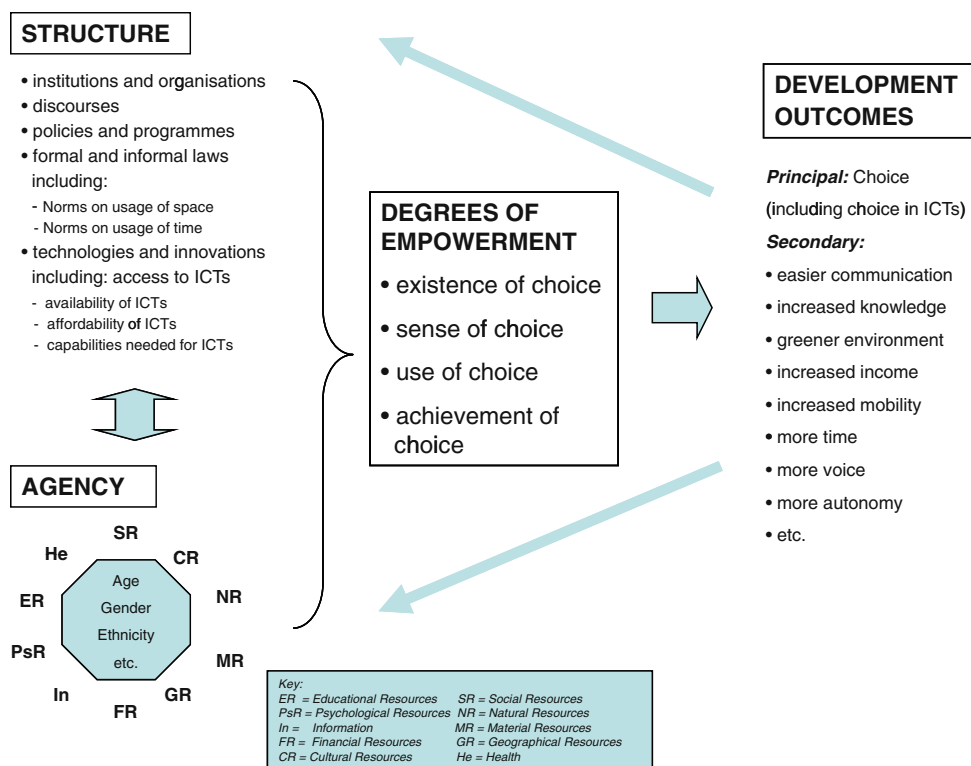 STRUCTURE
• institutions and organisations
• discourses
• policies and programmes
• formal and informal laws
including:
- Norms on usage of space
- Norms on usage of time
• technologies and innovations
including: access to ICTs
- availability of ICTs
- affordability of ICTs
- capabilities needed for ICTs
AGENCY
SR
He
CR
ER
NR
PsR
MR
In
GR
FR
Age
Gender
Ethnicity
etc.
DEGREES OF
EMPOWERMENT
• existence of choice
• sense of choice
• use of choice
• achievement of
choice
DEVELOPMENT
OUTCOMES
Principal: Choice
(including choice in ICTs)
Secondary:
• easier communication
• increased knowledge
• greener environment
• increased income
• increased mobility
• more time
• more voice
• more autonomy
• etc.
Key:
ER = Educational Resources SR = Social Resources
PsR = Psychological Resources NR = Natural Resources
In = Information MR = Material Resources
FR = Financial Resources GR = Geographical Resources
CR = Cultural Resources He = Health